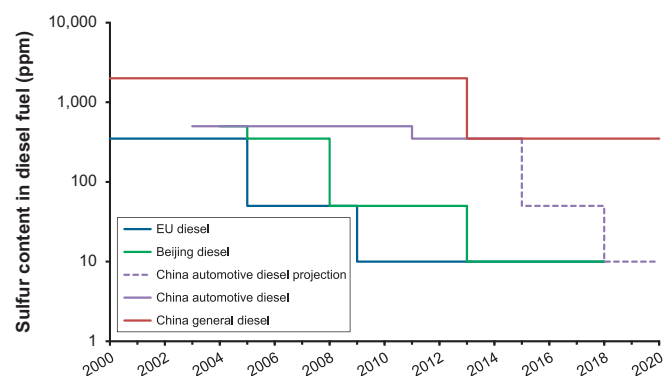 Sulfur content in diesel fuel (ppm)
10,000
1,000
100
10
1
EU diesel
Beijing diesel
China automotive diesel projection
China automotive diesel
China general diesel
2000
2002
2004
2006
2008
2010
2012
2014
2016
2018
2020